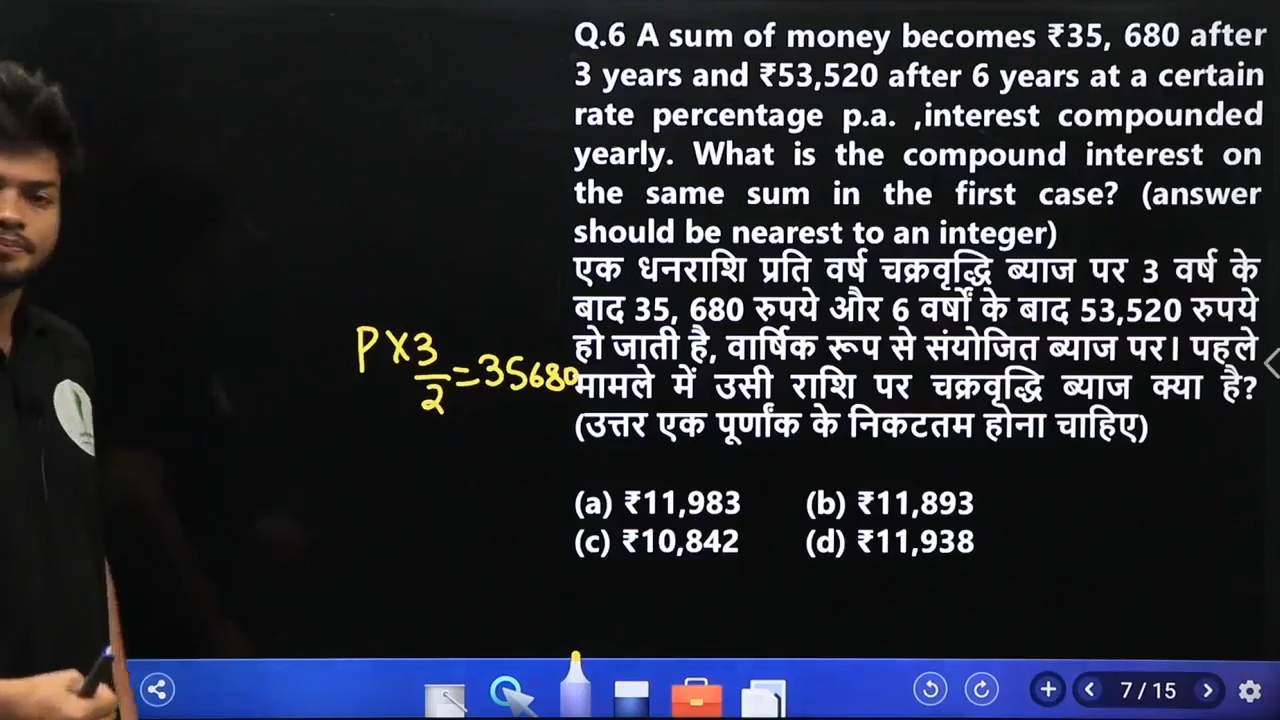 Q.6 A sum of money becomes ₹35, 680 after
3 years and ₹53,520 after 6 years at a certain
rate percentage p.a. ,interest compounded
yearly. What is the compound interest on
the same sum in the first case? (answer
should be nearest to an integer)
एक धनराशि प्रति वर्ष चक्रवृद्धि ब्याज पर 3 वर्ष के
बाद 35, 680 रुपये और 6 वर्षों के बाद 53,520 रुपये
हो जाती है, वार्षिक रूप से संयोजित ब्याज पर। पहले
मामले में उसी राशि पर चक्रवृद्धि ब्याज क्या है?
(उत्तर एक पूर्णांक के निकटतम होना चाहिए)
P×3/2=35680
(a) ₹11,983 (b) ₹11,893
(c) ₹10,842 (d) ₹11,938
7 / 15